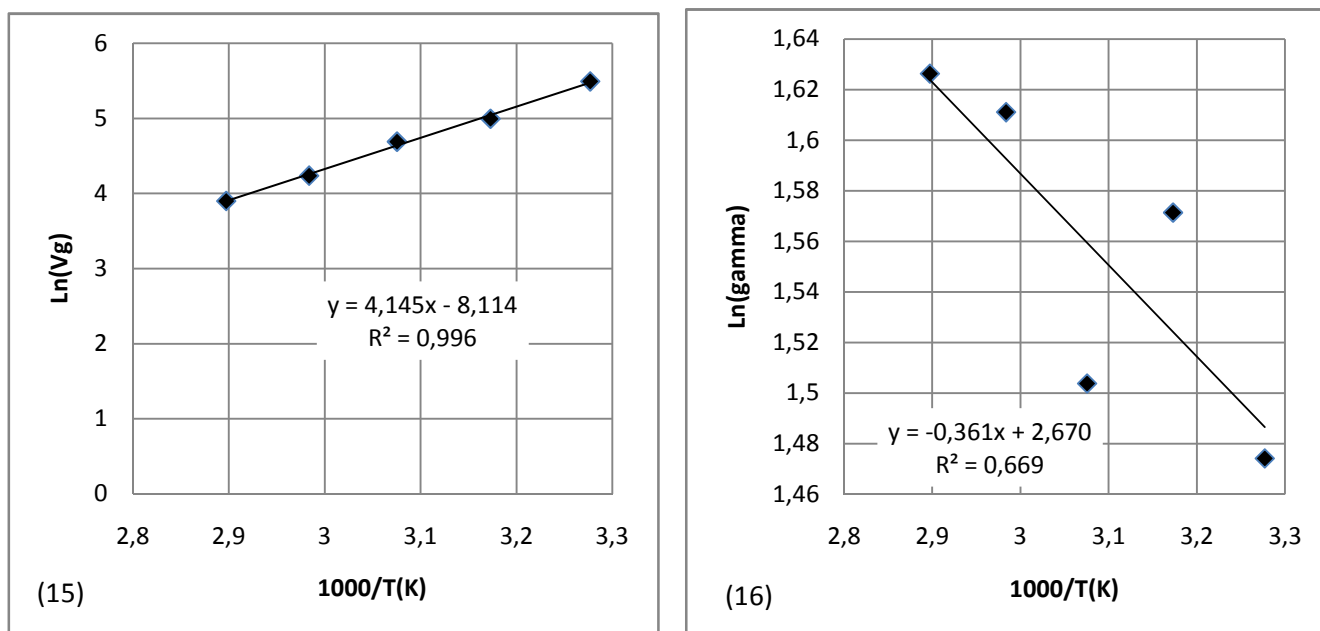 6
5
4
3
2
1
0
Ln(Vg)
y = 4,145x - 8,114
R² = 0,996
2,8 2,9 3 3,1 3,2 3,3
1000/T(K)
(15)
1,64
1,62
1,6
1,58
1,56
1,54
1,52
1,5
1,48
1,46
Ln(gamma)
y = -0,361x + 2,670
R² = 0,669
2,8 2,9 3 3,1 3,2 3,3
1000/T(K)
(16)